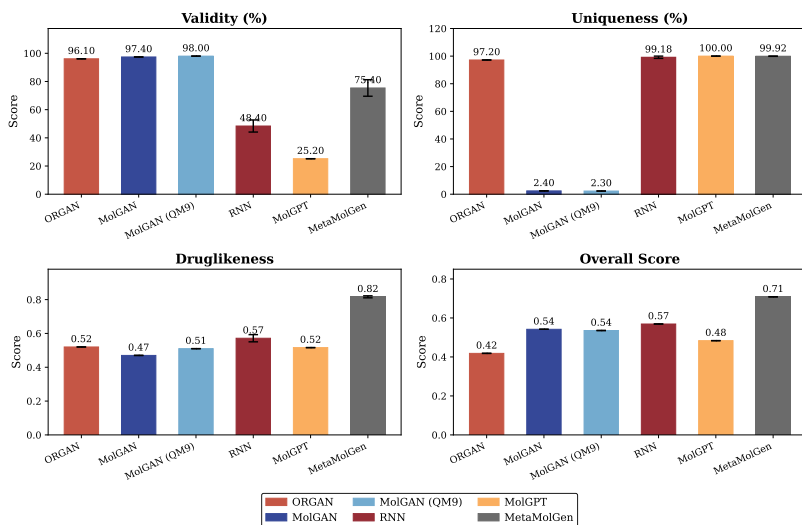 Validity (%)
Score
100
80
60
40
20
0
96.10
97.40
98.00
48.40
25.20
75.40
ORGAN
MolGAN
MolGAN (QM9)
RNN
MolGPT
MetaMolGen
Uniqueness (%)
Score
120
100
80
60
40
20
0
97.20
2.40
2.30
99.18
100.00
99.92
ORGAN
MolGAN
MolGAN (QM9)
RNN
MolGPT
MetaMolGen
Druglikeness
Score
0.8
0.6
0.4
0.2
0.0
0.52
0.47
0.51
0.57
0.52
0.82
ORGAN
MolGAN
MolGAN (QM9)
RNN
MolGPT
MetaMolGen
Overall Score
Score
0.8
0.6
0.4
0.2
0.0
0.42
0.54
0.54
0.57
0.48
0.71
ORGAN
MolGAN
MolGAN (QM9)
RNN
MolGPT
MetaMolGen
ORGAN
MolGAN
MolGAN (QM9)
RNN
MolGPT
MetaMolGen